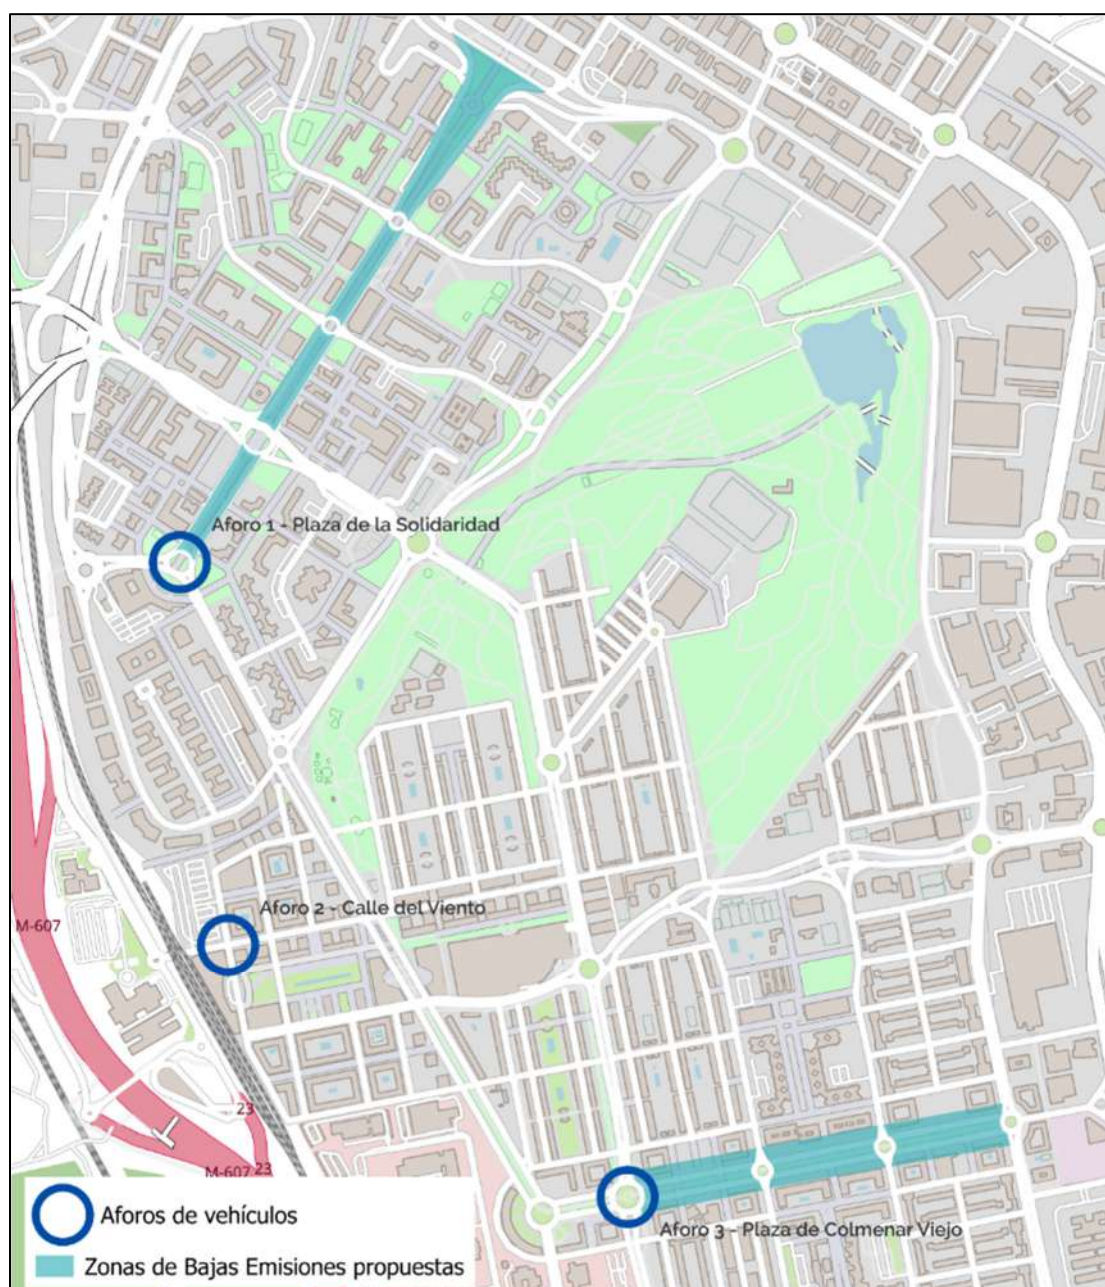 Aforo 1 - Plaza de la Solidaridad
Aforo 2 - Calle del Viento
M-607
23
M-607
23
Aforo 3 - Plaza de Colmenar Viejo
Aforos de vehículos
Zonas de Bajas Emisiones propuestas